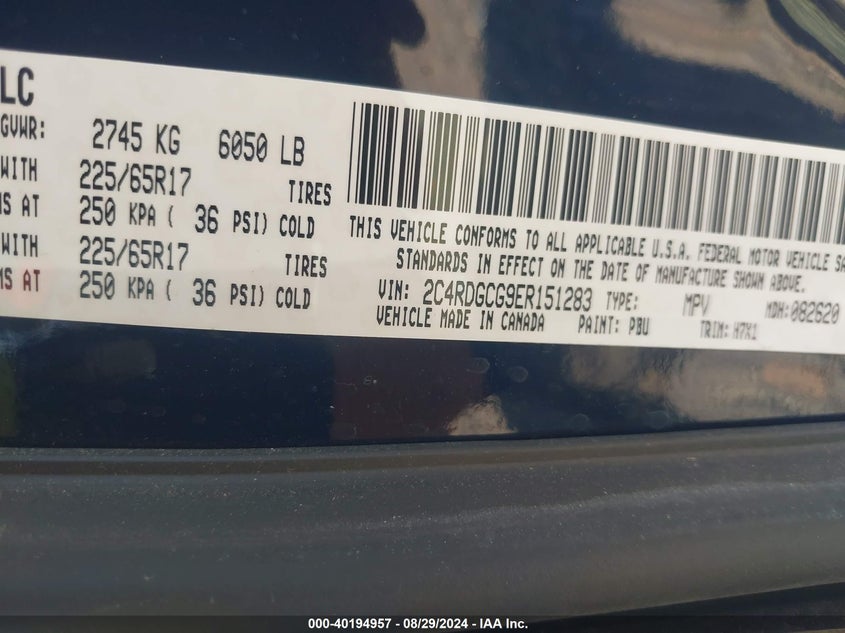 LC
GVWR: 2745 KG 6050 LB
WITH 225/65R17 TIRES
MS AT 250 KPA ( 36 PSI) COLD
WITH 225/65R17 TIRES
MS AT 250 KPA ( 36 PSI) COLD
THIS VEHICLE CONFORMS TO ALL APPLICABLE U.S.A. FEDERAL MOTOR VEHICLE SA
STANDARDS IN EFFECT ON THE DATE OF MANUFACTURE SHOWN ABOVE.
VIN: 2C4RDGCG9ER151283 TYPE: MPV MDH: 082620
VEHICLE MADE IN CANADA PAINT: PBU TRIM: H7X1
000-40194957 - 08/29/2024 - IAA Inc.